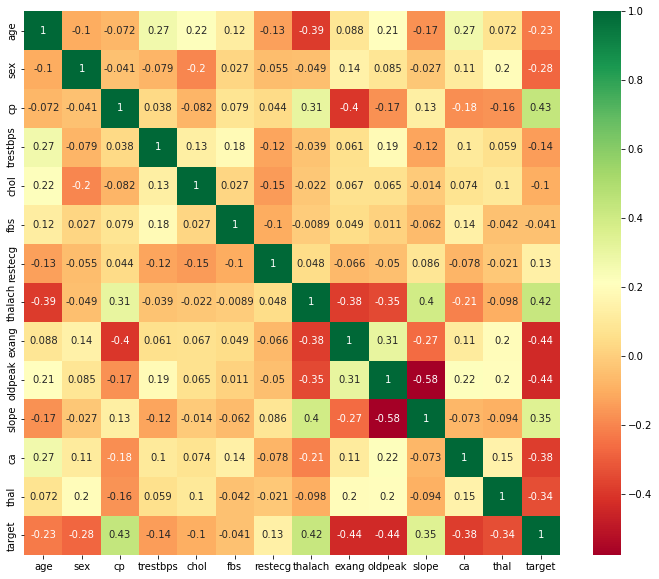 age 1 -0.1 -0.072 0.27 0.22 0.12 -0.13 -0.39 0.088 0.21 -0.17 0.27 0.072 -0.23
sex -0.1 1 -0.041 -0.079 -0.2 0.027 -0.055 -0.049 0.14 0.085 -0.027 0.11 0.2 -0.28
cp -0.072 -0.041 1 0.038 -0.082 0.079 0.044 0.31 -0.4 -0.17 0.13 -0.18 -0.16 0.43
trestbps 0.27 -0.079 0.038 1 0.13 0.18 -0.12 -0.039 0.061 0.19 -0.12 0.1 0.059 -0.14
chol 0.22 -0.2 -0.082 0.13 1 0.027 -0.15 -0.022 0.067 0.065 -0.014 0.074 0.1 -0.1
fbs 0.12 0.027 0.079 0.18 0.027 1 -0.1 -0.0089 0.049 0.011 -0.062 0.14 -0.042 -0.041
restecg -0.13 -0.055 0.044 -0.12 -0.15 -0.1 1 0.048 -0.066 -0.05 0.086 -0.078 -0.021 0.13
thalach -0.39 -0.049 0.31 -0.039 -0.022 -0.0089 0.048 1 -0.38 -0.35 0.4 -0.21 -0.098 0.42
exang 0.088 0.14 -0.4 0.061 0.067 0.049 -0.066 -0.38 1 0.31 -0.27 0.11 0.2 -0.44
oldpeak 0.21 0.085 -0.17 0.19 0.065 0.011 -0.05 -0.35 0.31 1 -0.58 0.22 0.2 -0.44
slope -0.17 -0.027 0.13 -0.12 -0.014 -0.062 0.086 0.4 -0.27 -0.58 1 -0.073 -0.094 0.35
ca 0.27 0.11 -0.18 0.1 0.074 0.14 -0.078 -0.21 0.11 0.22 -0.073 1 0.15 -0.38
thal 0.072 0.2 -0.16 0.059 0.1 -0.042 -0.021 -0.098 0.2 0.2 -0.094 0.15 1 -0.34
target -0.23 -0.28 0.43 -0.14 -0.1 -0.041 0.13 0.42 -0.44 -0.44 0.35 -0.38 -0.34 1
age sex cp trestbps chol fbs restecg thalach exang oldpeak slope ca thal target
1.0
0.8
0.6
0.4
0.2
0.0
-0.2
-0.4